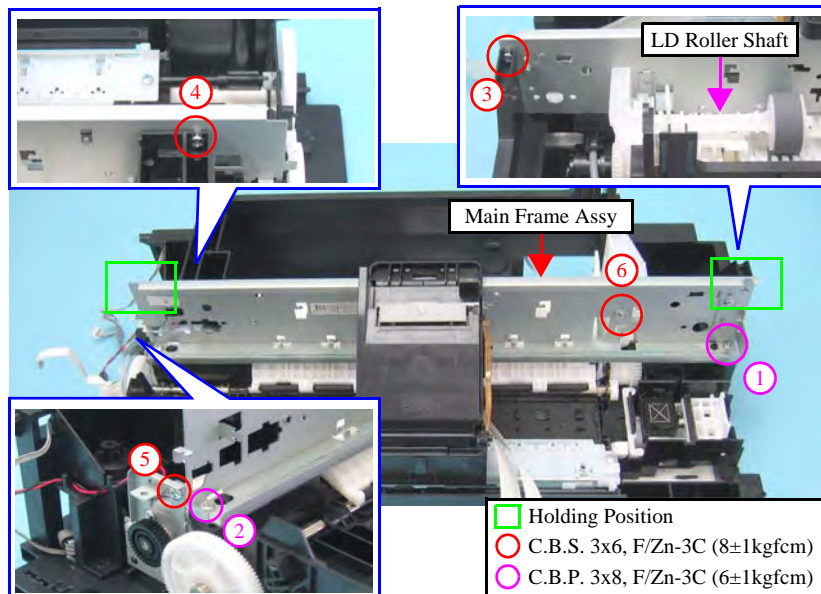 LD Roller Shaft
4
3
Main Frame Assy
6
1
5
2
Holding Position
C.B.S. 3x6, F/Zn-3C (8±1kgfcm)
C.B.P. 3x8, F/Zn-3C (6±1kgfcm)